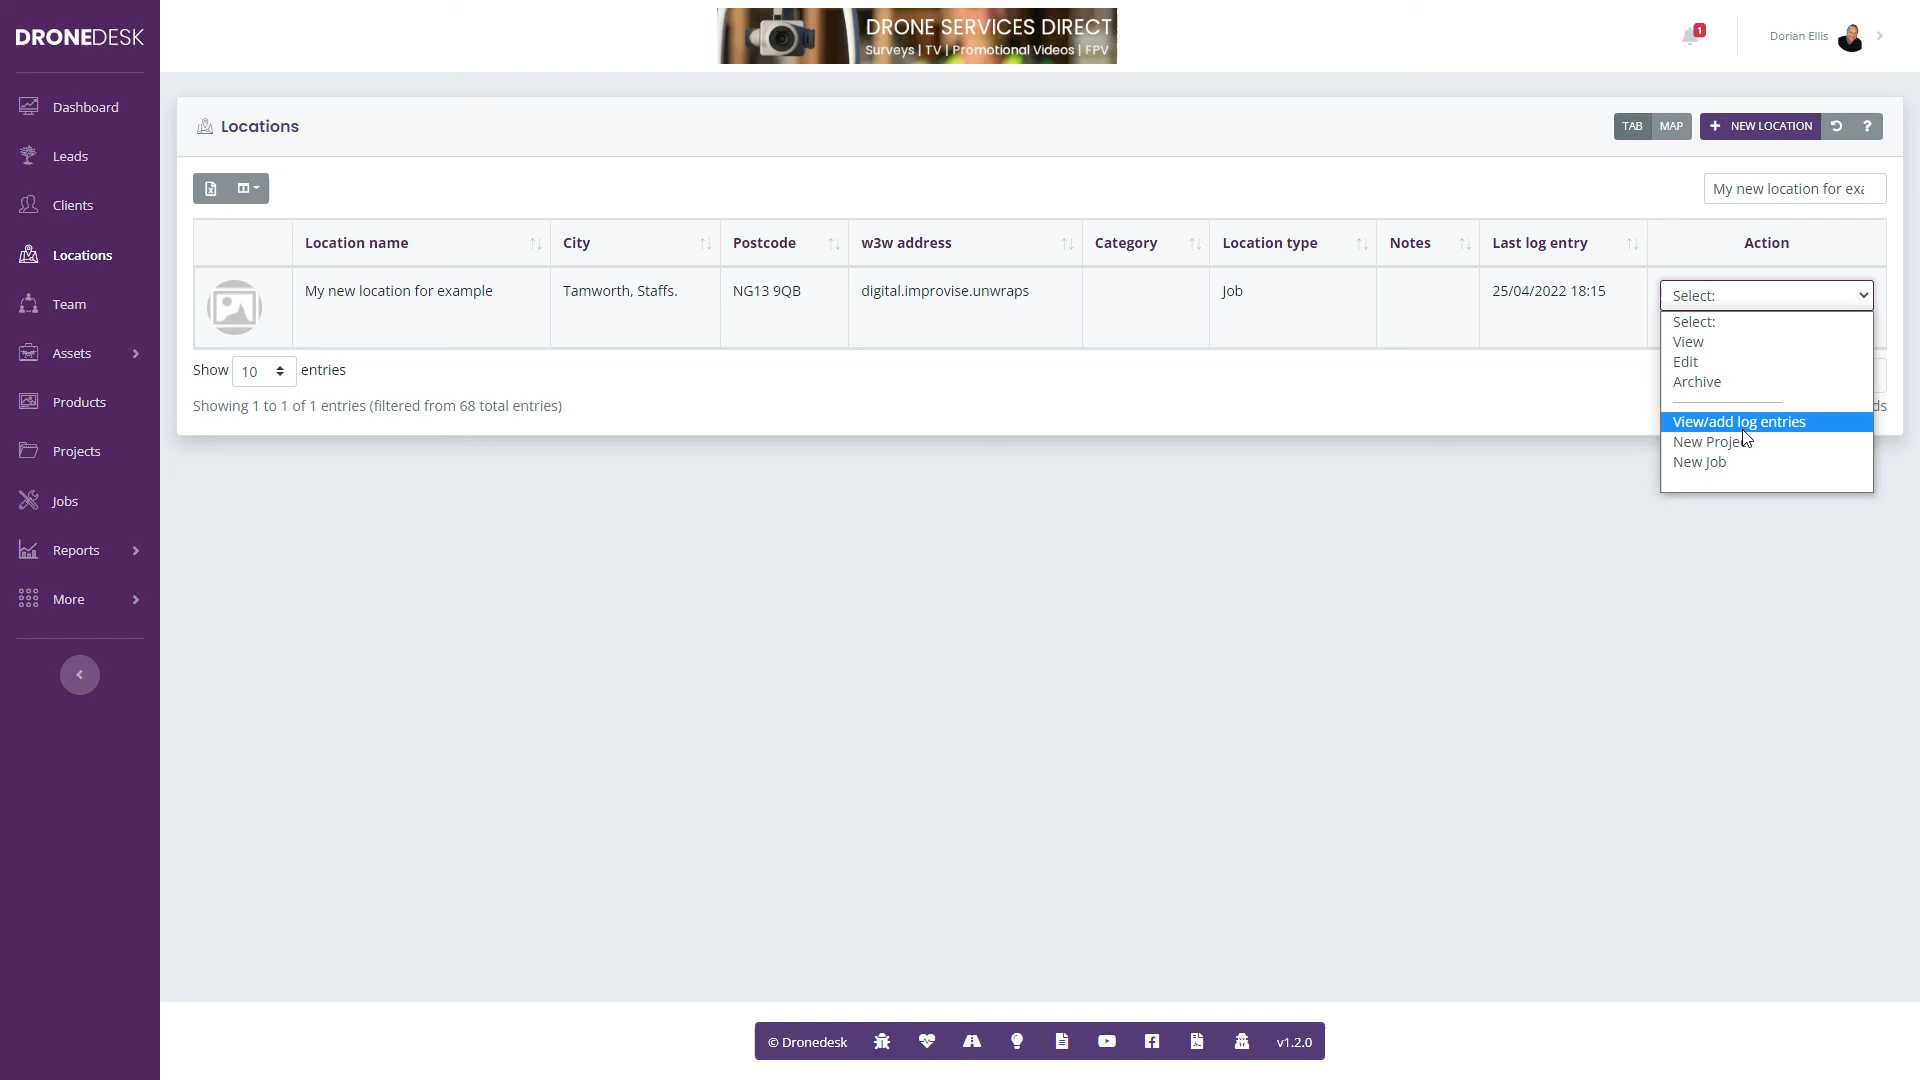 DRONEDESK
DRONE SERVICES DIRECT
Surveys | TV | Promotional Videos | FPV
1
Dorian Ellis
Dashboard
Leads
Clients
Locations
Team
Assets
Products
Projects
Jobs
Reports
More
Locations
TAB MAP + NEW LOCATION ?
My new location for exa
Location name City Postcode w3w address Category Location type Notes Last log entry Action
My new location for example Tamworth, Staffs. NG13 9QB digital.improvise.unwraps Job 25/04/2022 18:15 Select:
Select:
View
Edit
Archive
View/add log entries
New Project
New Job
Show 10 entries
Showing 1 to 1 of 1 entries (filtered from 68 total entries)
© Dronedesk v1.2.0